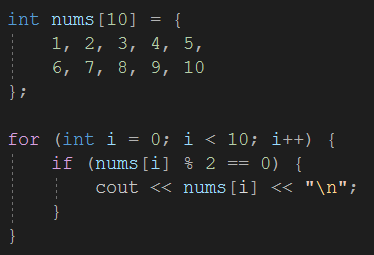 int nums[10] = {
    1, 2, 3, 4, 5,
    6, 7, 8, 9, 10
};

for (int i = 0; i < 10; i++) {
    if (nums[i] % 2 == 0) {
        cout << nums[i] << "\n";
    }
}